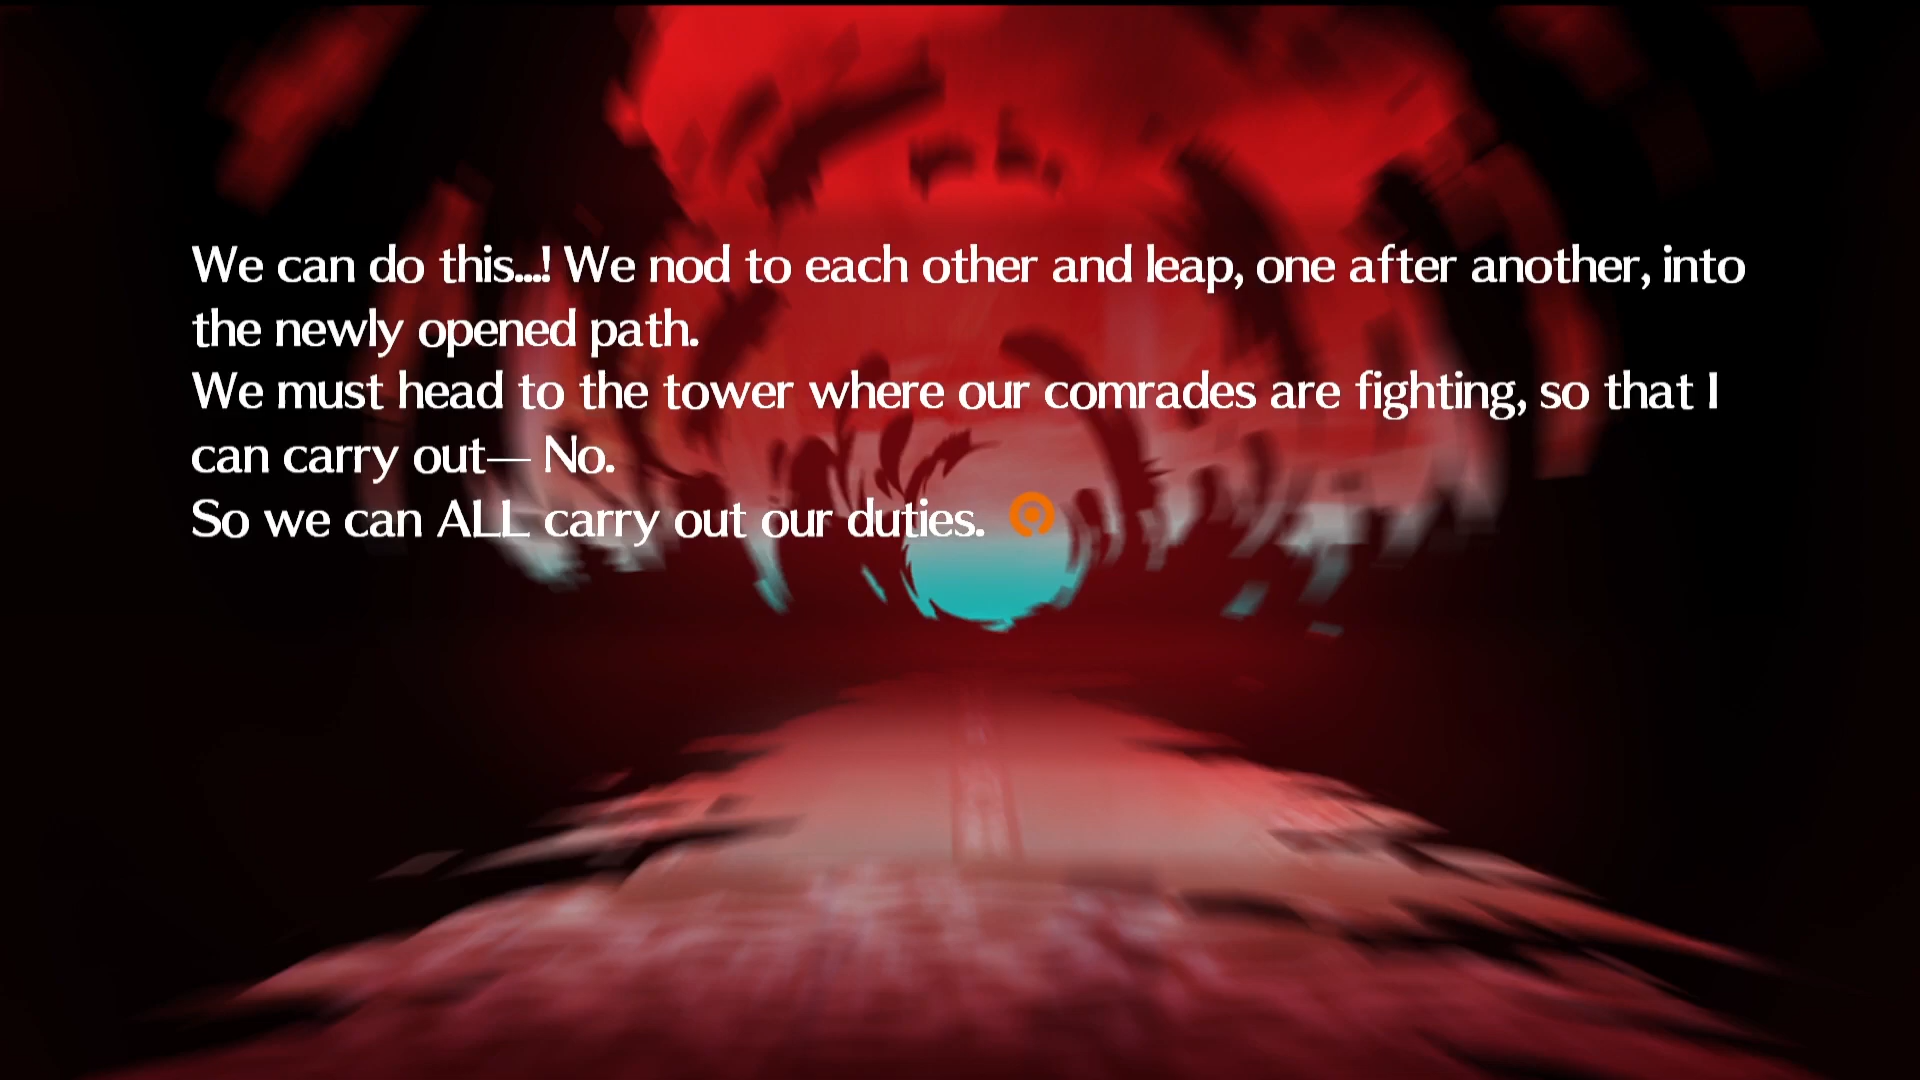 We can do this...! We nod to each other and leap, one after another, into
the newly opened path.
We must head to the tower where our comrades are fighting, so that I
can carry out— No.
So we can ALL carry out our duties.